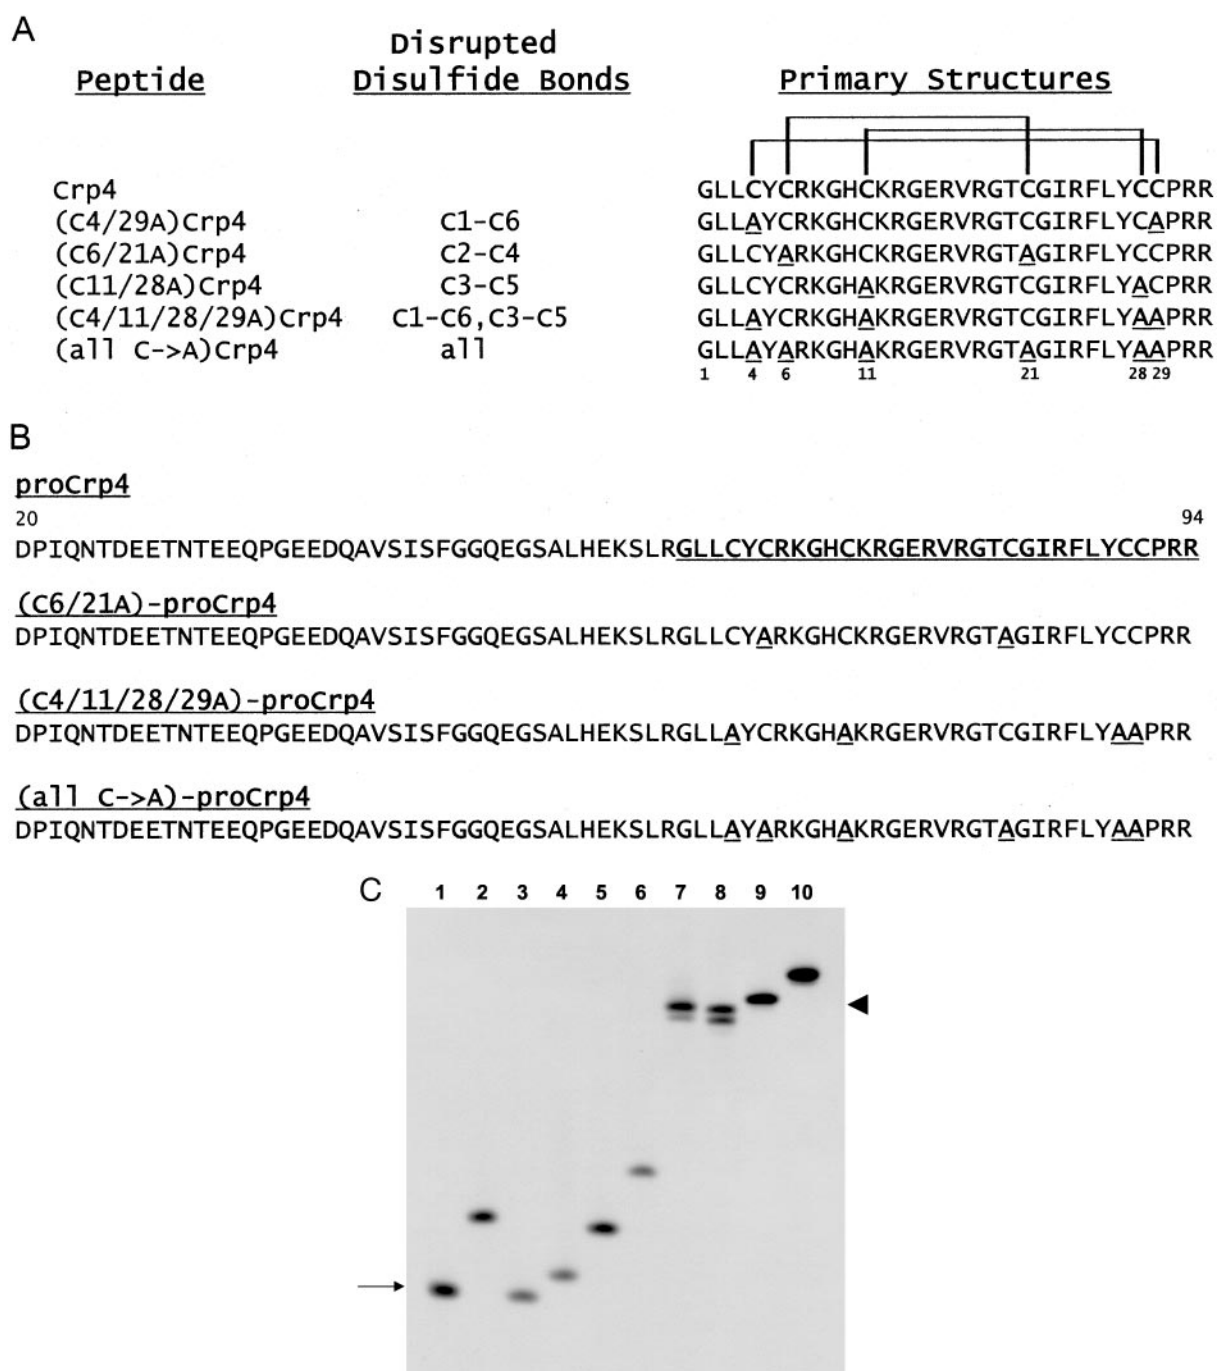 A
Disrupted
Peptide Disulfide Bonds Primary Structures
Crp4 GLLCYCRKGHCKRGERVRGTCGIRFLYCCPRR
(C4/29A)Crp4 C1-C6 GLLAYCRKGHCKRGERVRGTCGIRFLYCAPRR
(C6/21A)Crp4 C2-C4 GLLCYARKGHCKRGERVRGTAGIRFLYCCPRR
(C11/28A)Crp4 C3-C5 GLLCYCRKGHAKRGERVRGTCGIRFLYACPRR
(C4/11/28/29A)Crp4 C1-C6,C3-C5 GLLAYCRKGHAKRGERVRGTCGIRFLYAAPRR
(all C->A)Crp4 all GLLAYARKGHAKRGERVRGTAGIRFLYAAPRR
1 4 6 11 21 28 29
B
proCrp4
20 94
DPIQNTDEETNTEEQPGEEDQAVSISFGGQEGSALHEKSLRGLLCYCRKGHCKRGERVRGTCGIRFLYCCPRR
(C6/21A)-proCrp4
DPIQNTDEETNTEEQPGEEDQAVSISFGGQEGSALHEKSLRGLLCYARKGHCKRGERVRGTAGIRFLYCCPRR
(C4/11/28/29A)-proCrp4
DPIQNTDEETNTEEQPGEEDQAVSISFGGQEGSALHEKSLRGLLAYCRKGHAKRGERVRGTCGIRFLYAAPRR
(all C->A)-proCrp4
DPIQNTDEETNTEEQPGEEDQAVSISFGGQEGSALHEKSLRGLLAYARKGHAKRGERVRGTAGIRFLYAAPRR
C 1 2 3 4 5 6 7 8 9 10